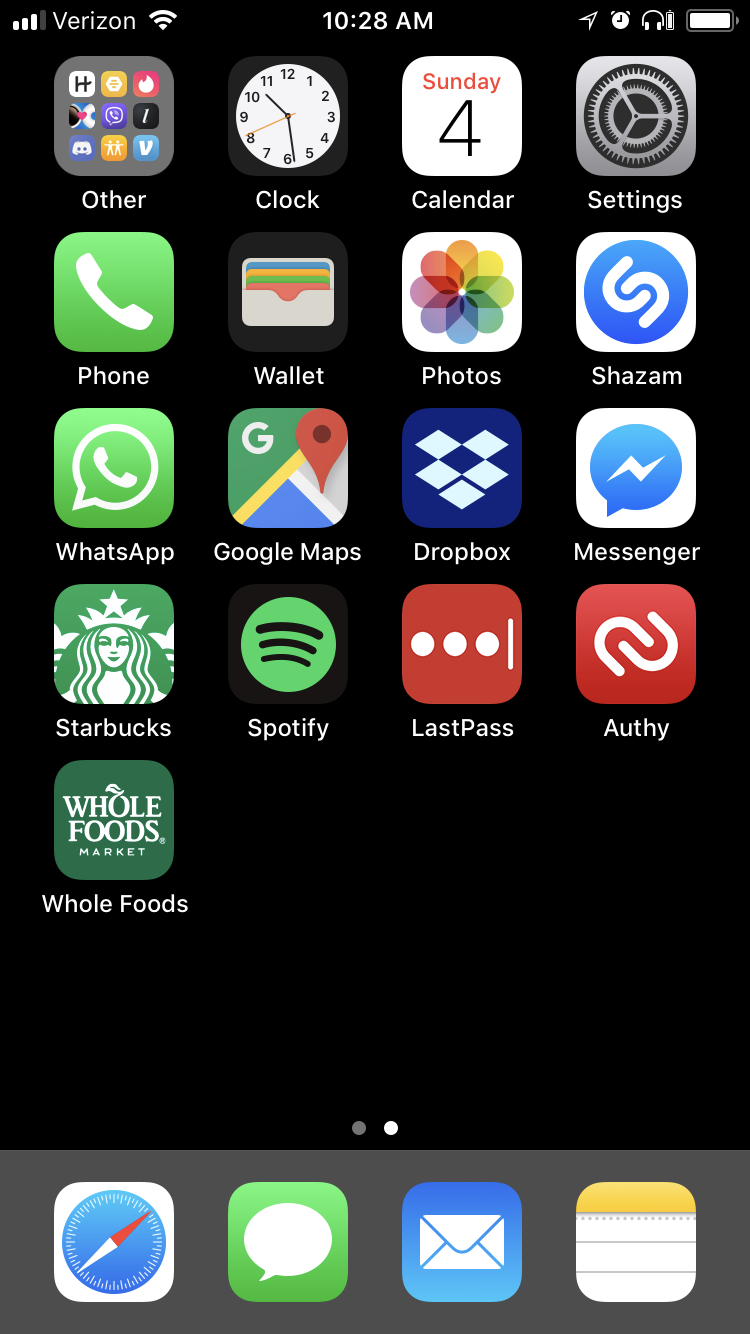 Verizon 10:28 AM
Other
12
11 1
10 2
9 3
8 4
7 5
6
Clock
Sunday
4
Calendar
Settings
Phone
Wallet
Photos
Shazam
WhatsApp
G
Google Maps
Dropbox
Messenger
Starbucks
Spotify
LastPass
Authy
WHOLE
FOODS®
MARKET
Whole Foods